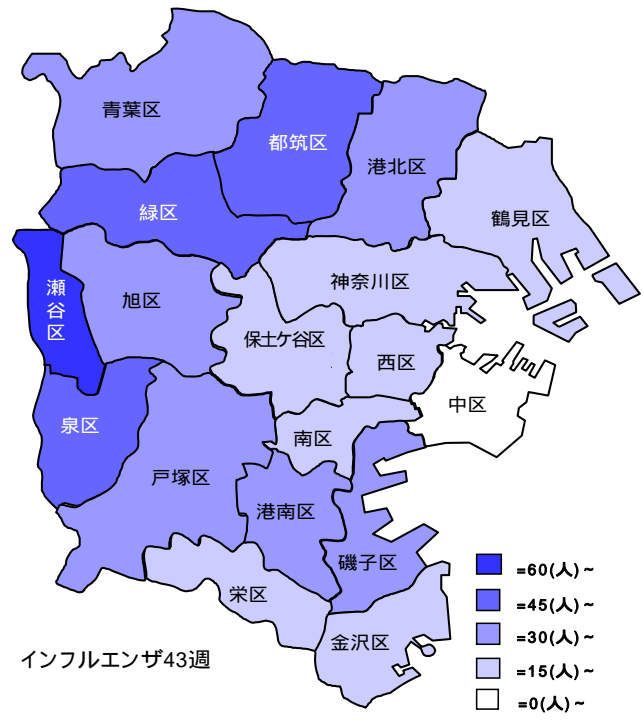 青葉区
都筑区
港北区
緑区
鶴見区
瀬谷区
旭区
神奈川区
保土ケ谷区
西区
中区
泉区
南区
戸塚区
港南区
磯子区
栄区
金沢区
=60(人)~
=45(人)~
=30(人)~
=15(人)~
=0(人)~
インフルエンザ43週